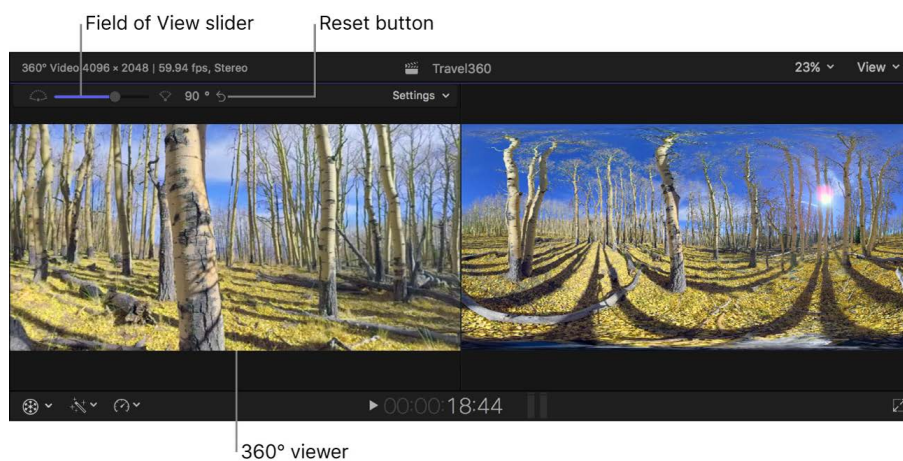 Field of View slider
Reset button
360° Video 4096 × 2048 | 59.94 fps, Stereo
Travel360
23%
View
90 °
Settings
00:00:18:44
360° viewer